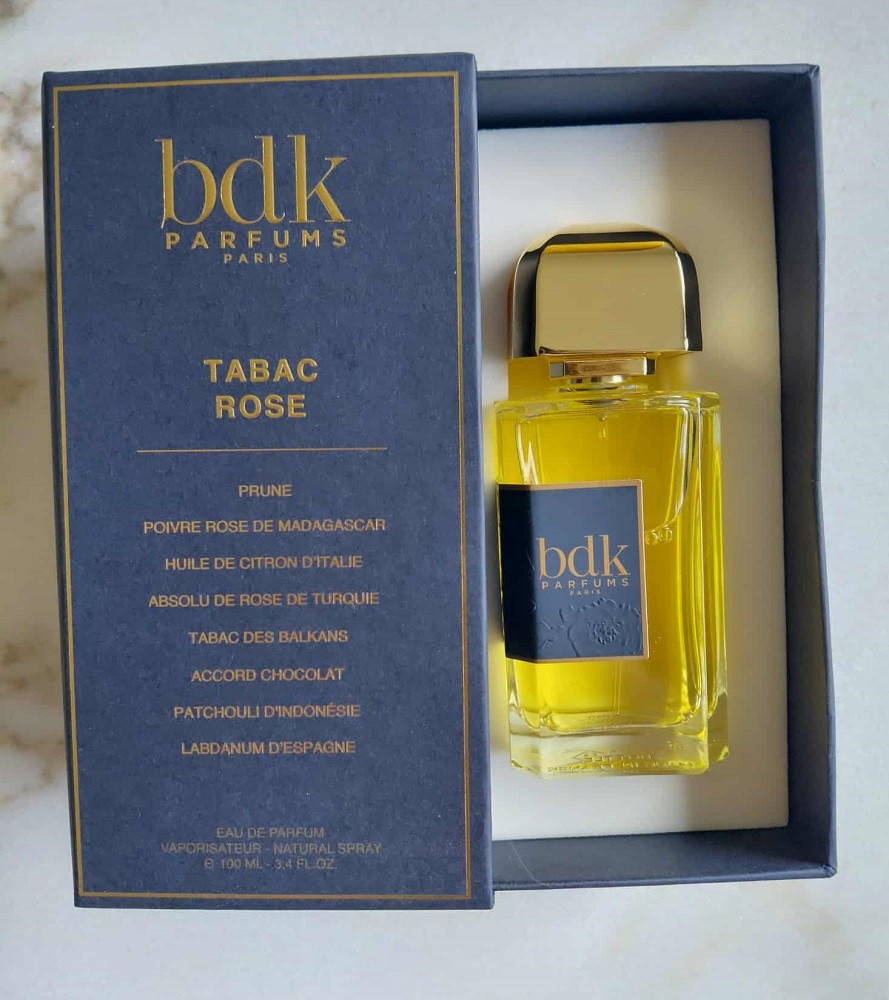 bdk
PARFUMS
PARIS
TABAC
ROSE
PRUNE
POIVRE ROSE DE MADAGASCAR
HUILE DE CITRON D'ITALIE
ABSOLU DE ROSE DE TURQUIE
TABAC DES BALKANS
ACCORD CHOCOLAT
PATCHOULI D'INDONÉSIE
LABDANUM D'ESPAGNE
EAU DE PARFUM
VAPORISATEUR - NATURAL SPRAY
℮ 100 ML - 3,4 FL.OZ.
bdk
PARFUMS
PARIS